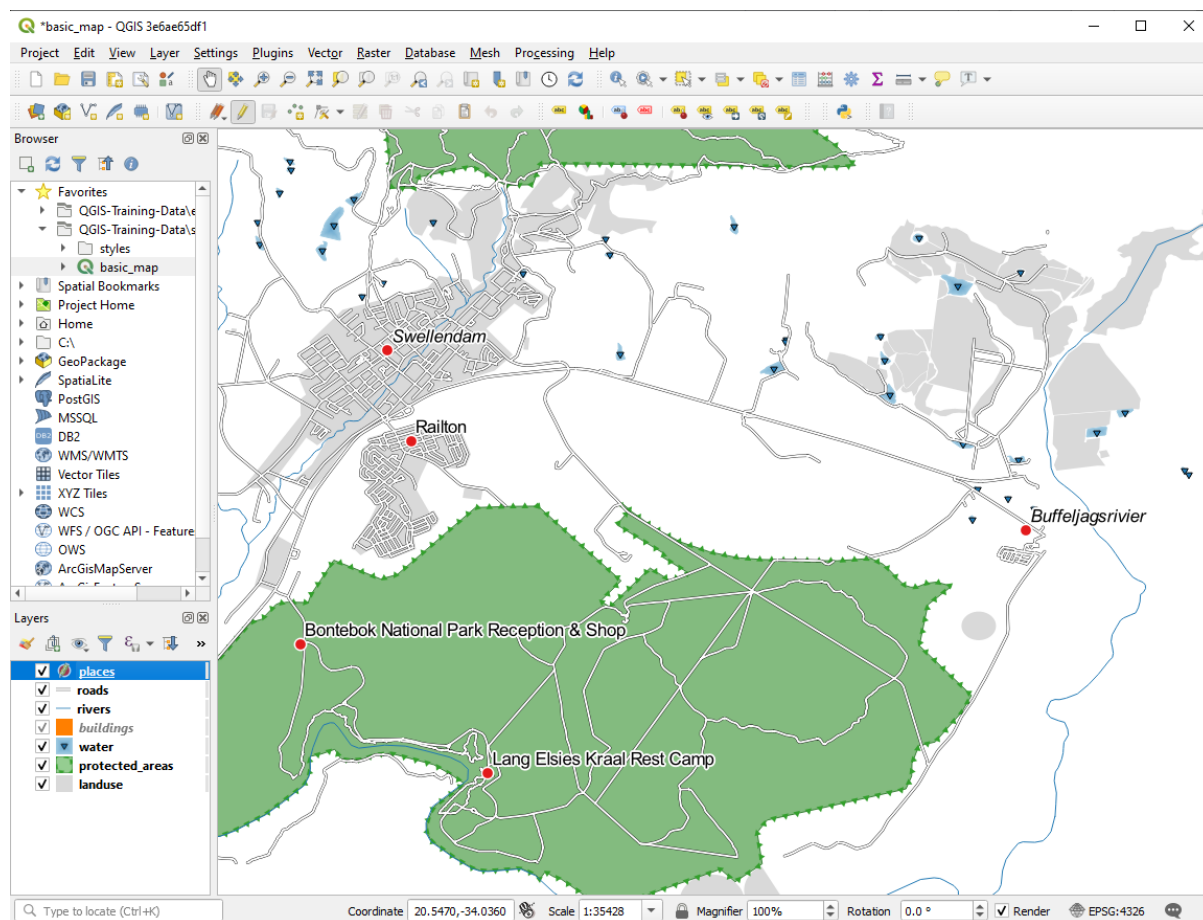 *basic_map - QGIS 3e6ae65df1
Project Edit View Layer Settings Plugins Vector Raster Database Mesh Processing Help
Browser
Favorites
QGIS-Training-Data\e
QGIS-Training-Data\s
styles
basic_map
Spatial Bookmarks
Project Home
Home
C:\
GeoPackage
SpatiaLite
PostGIS
MSSQL
DB2
WMS/WMTS
Vector Tiles
XYZ Tiles
WCS
WFS / OGC API - Feature
OWS
ArcGisMapServer
Layers
places
roads
rivers
buildings
water
protected_areas
landuse
Swellendam
Railton
Buffeljagsrivier
Bontebok National Park Reception & Shop
Lang Elsies Kraal Rest Camp
Type to locate (Ctrl+K) Coordinate 20.5470,-34.0360 Scale 1:35428 Magnifier 100% Rotation 0.0 ° Render EPSG:4326